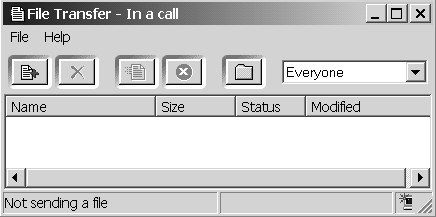 File Transfer - In a call
File Help
Everyone
Name Size Status Modified
Not sending a file